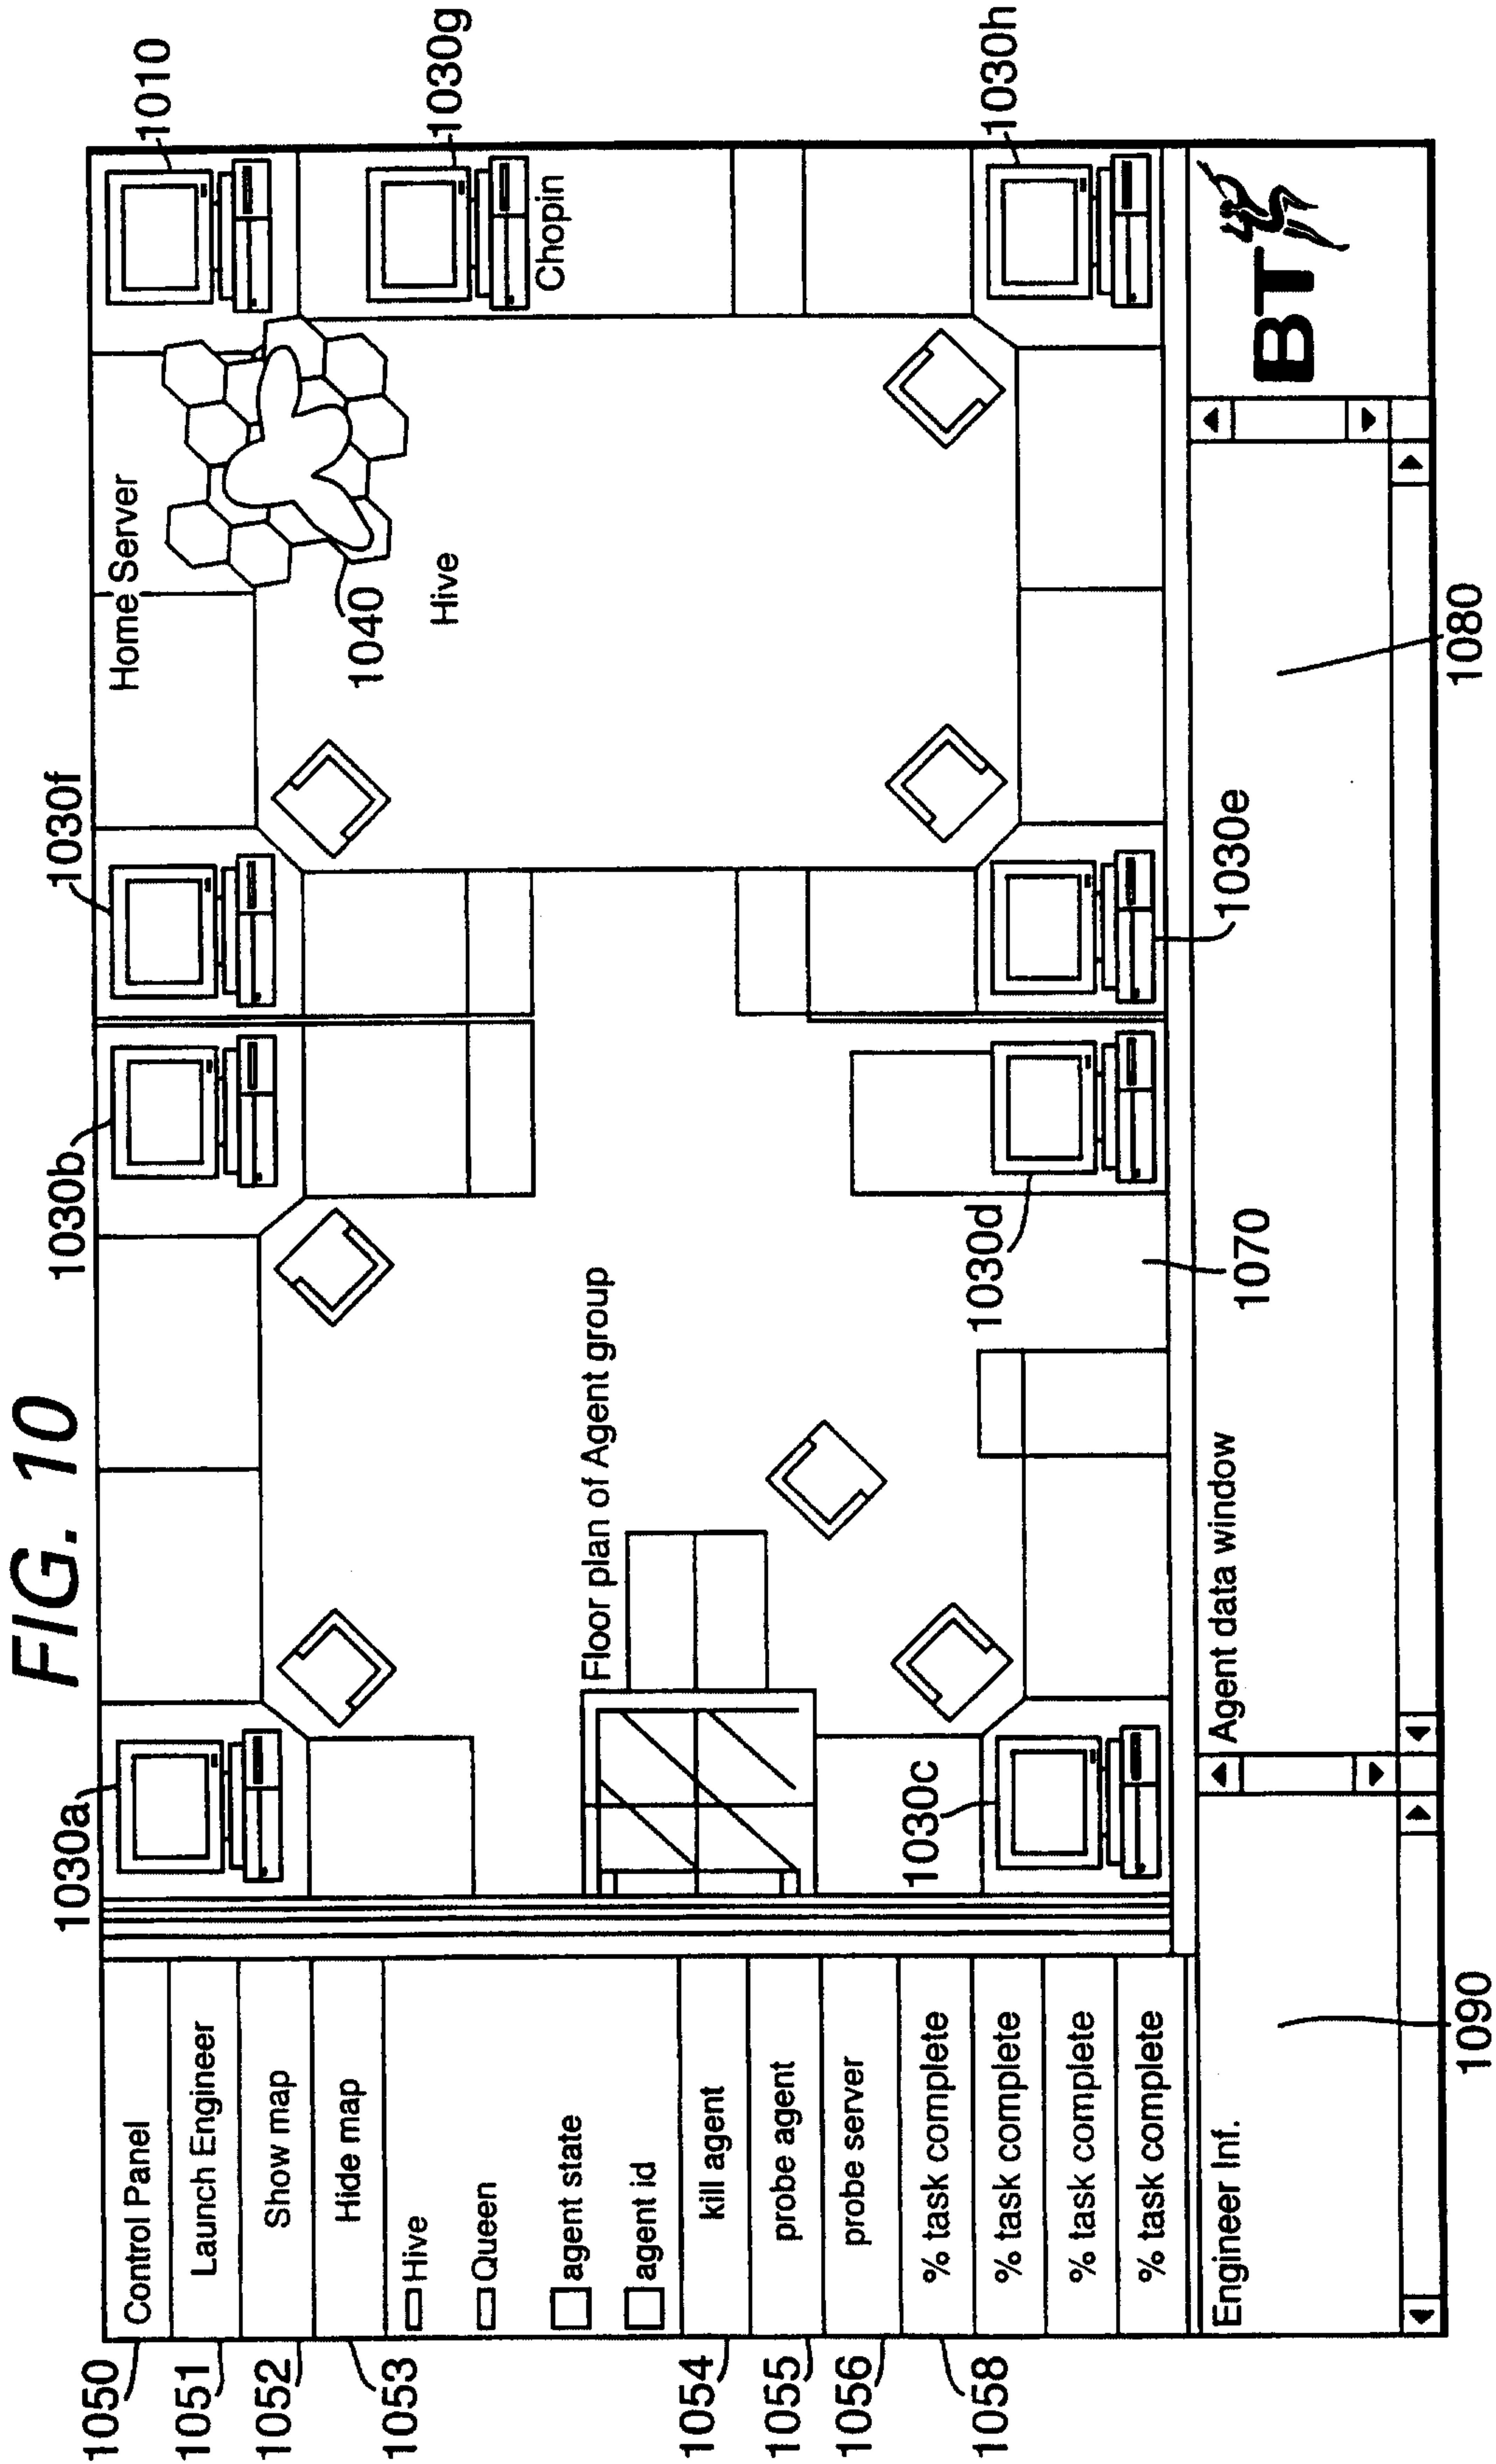 FIG. 10
1030a
1030b
1030f
1010
1030g
1030h
1050
Control Panel
1051
Launch Engineer
1052
Show map
1053
Hide map
Hive
Queen
agent state
agent id
1054
kill agent
1055
probe agent
1056
probe server
1058
% task complete
% task complete
% task complete
% task complete
Home Server
1040
Hive
Chopin
Floor plan of Agent group
1030c
1030d
1030e
1070
Engineer Inf.
Agent data window
BT
1090
1080